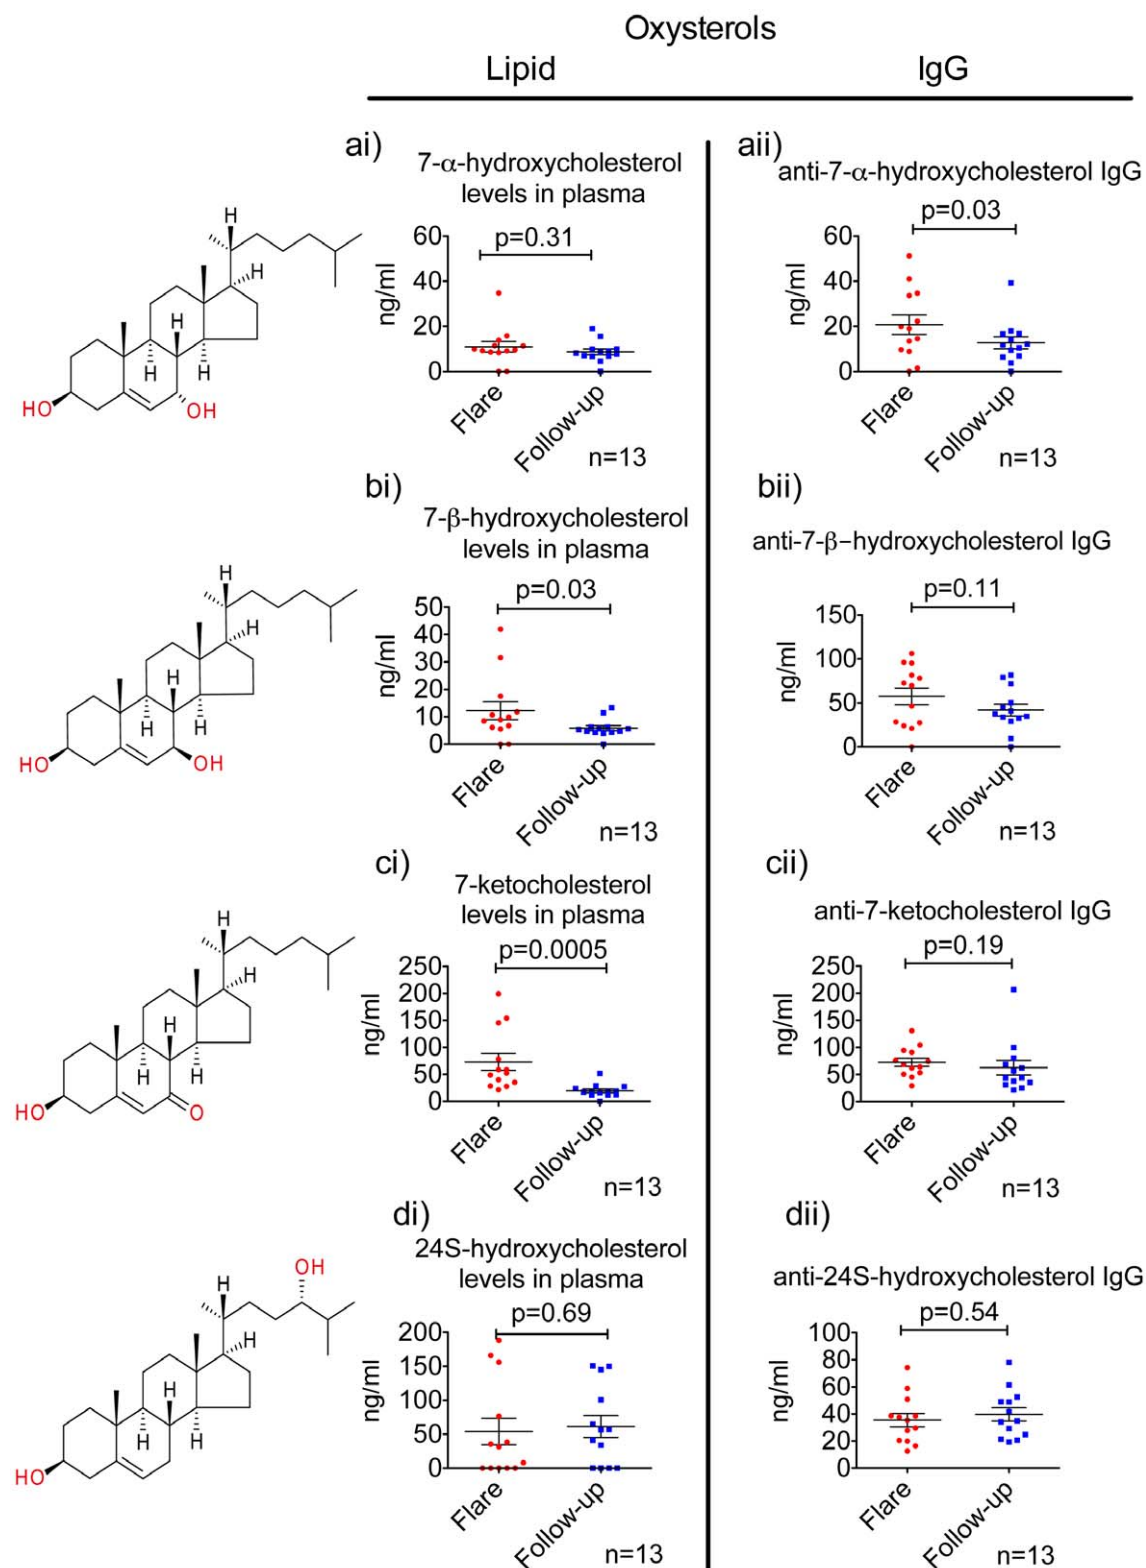 Oxysterols
Lipid
IgG
ai)
7-α-hydroxycholesterol
levels in plasma
p=0.31
60
40
20
0
ng/ml
Flare
Follow-up
n=13
aii)
anti-7-α-hydroxycholesterol IgG
p=0.03
60
40
20
0
ng/ml
Flare
Follow-up
n=13
H
H
H
H
H
HO
OH
bi)
7-β-hydroxycholesterol
levels in plasma
p=0.03
50
40
30
20
10
0
ng/ml
Flare
Follow-up
n=13
bii)
anti-7-β-hydroxycholesterol IgG
p=0.11
150
100
50
0
ng/ml
Flare
Follow-up
n=13
H
H
H
H
H
HO
OH
ci)
7-ketocholesterol
levels in plasma
p=0.0005
250
200
150
100
50
0
ng/ml
Flare
Follow-up
n=13
cii)
anti-7-ketocholesterol IgG
p=0.19
250
200
150
100
50
0
ng/ml
Flare
Follow-up
n=13
H
H
H
H
H
HO
O
di)
24S-hydroxycholesterol
levels in plasma
p=0.69
200
150
100
50
0
ng/ml
Flare
Follow-up
n=13
dii)
anti-24S-hydroxycholesterol IgG
p=0.54
100
80
60
40
20
0
ng/ml
Flare
Follow-up
n=13
OH
H
H
H
H
H
HO